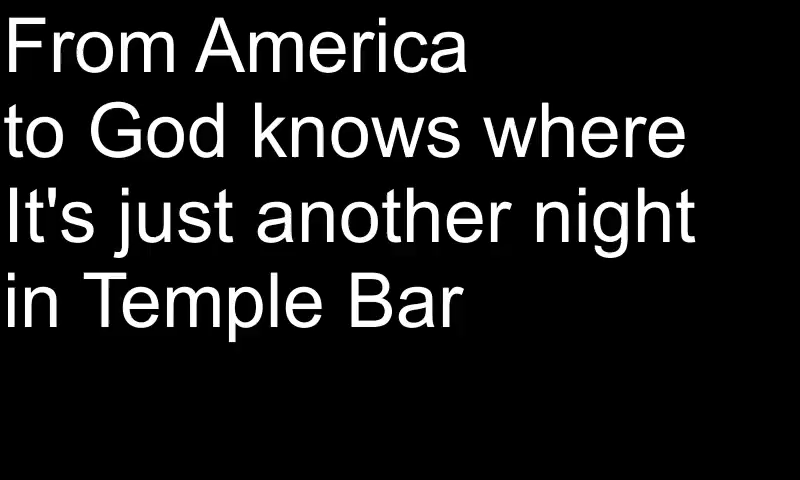 From America
to God knows where
It's just another night
in Temple Bar